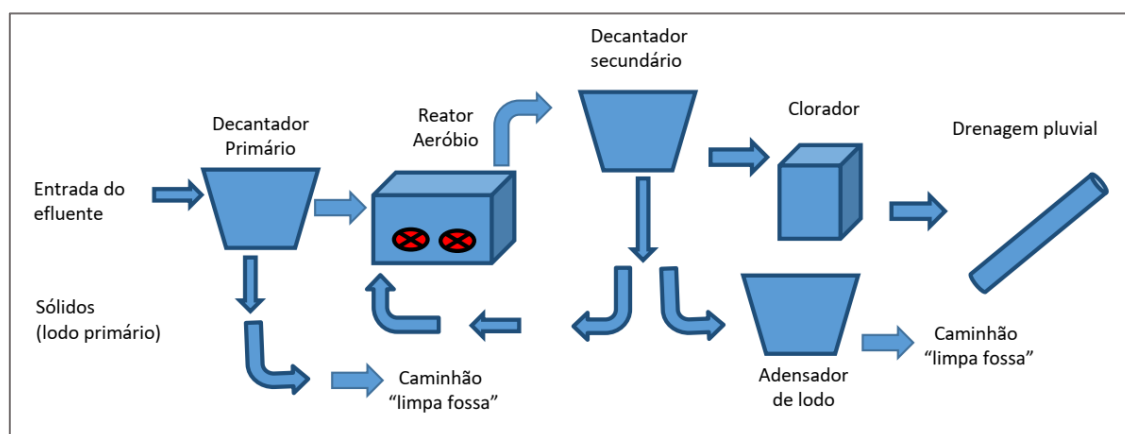 Decantador
secundário
Decantador
Primário
Reator
Aeróbio
Clorador
Drenagem pluvial
Entrada do
efluente
Sólidos
(lodo primário)
Caminhão
“limpa fossa”
Adensador
de lodo
Caminhão
“limpa fossa”